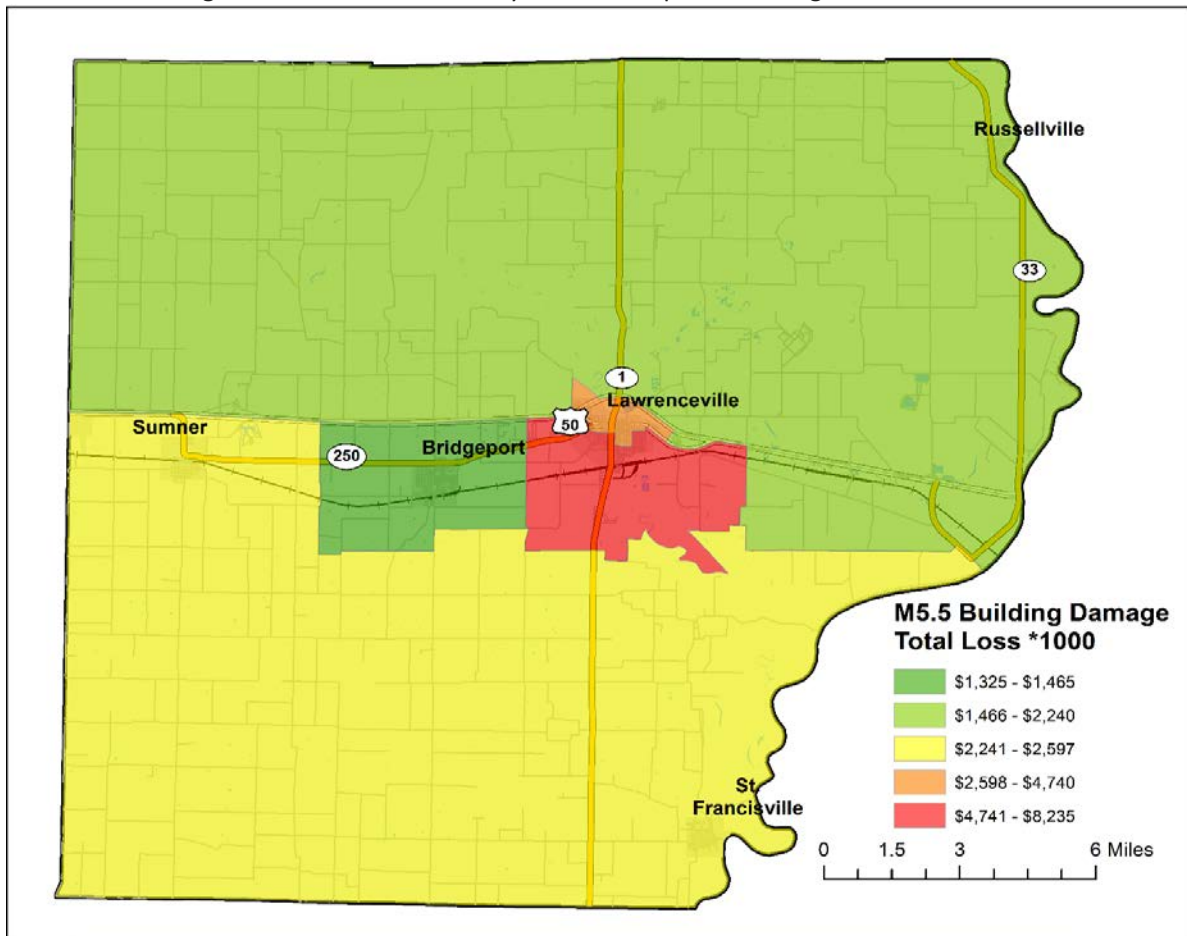 Russellville
33
1
Lawrenceville
50
Sumner
Bridgeport
250
M5.5 Building Damage
Total Loss *1000
$1,325 - $1,465
$1,466 - $2,240
$2,241 - $2,597
$2,598 - $4,740
$4,741 - $8,235
St
Francisville
0 1.5 3 6 Miles